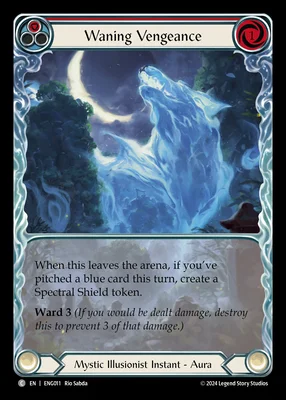 Waning Vengeance
When this leaves the arena, if you've
pitched a blue card this turn, create a
Spectral Shield token.
Ward 3 (If you would be dealt damage, destroy
this to prevent 3 of that damage.)
Mystic Illusionist Instant - Aura
C EN | ENG011 Rio Sabda
© 2024 Legend Story Studios